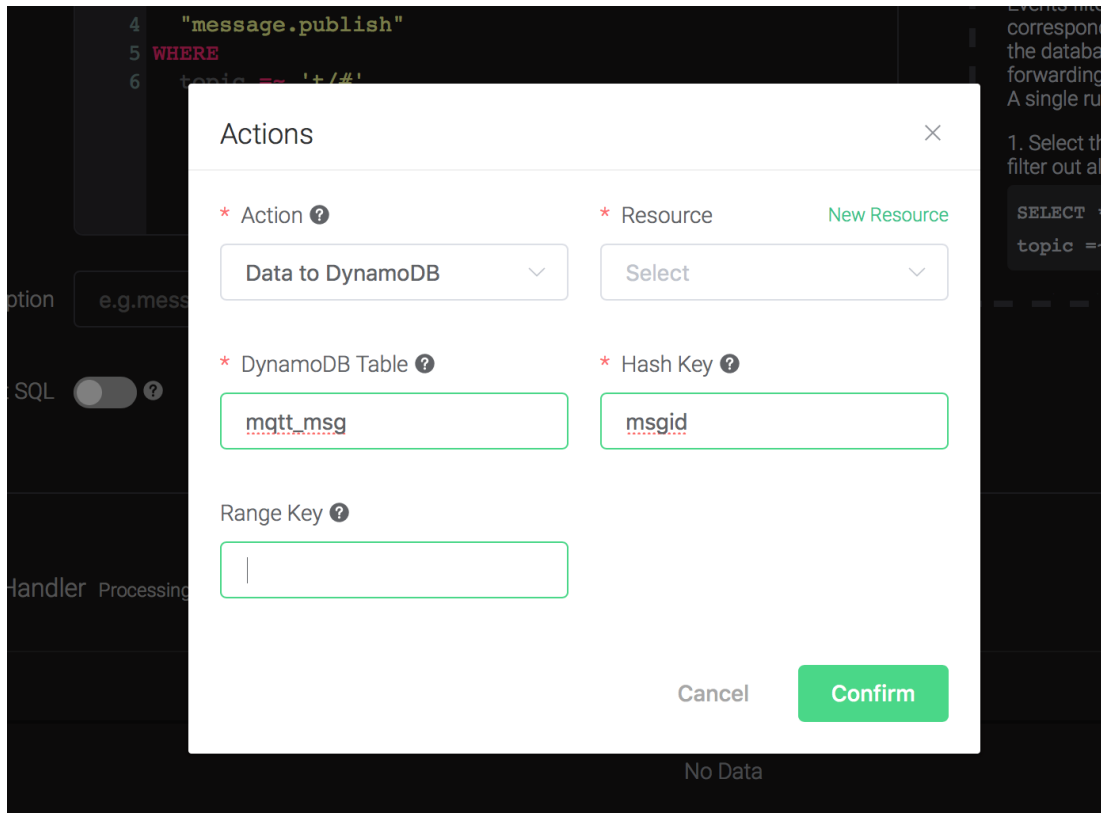 4 "message.publish"
5 WHERE
6 topic =~ 't/#'
the databa
forwarding
A single ru
1. Select th
filter out al
SELECT *
topic =~
Actions
* Action
* Resource
New Resource
Data to DynamoDB
Select
ption
e.g.mess
* DynamoDB Table
* Hash Key
SQL
mqtt_msg
msgid
Range Key
Handler Processing
Cancel
Confirm
No Data